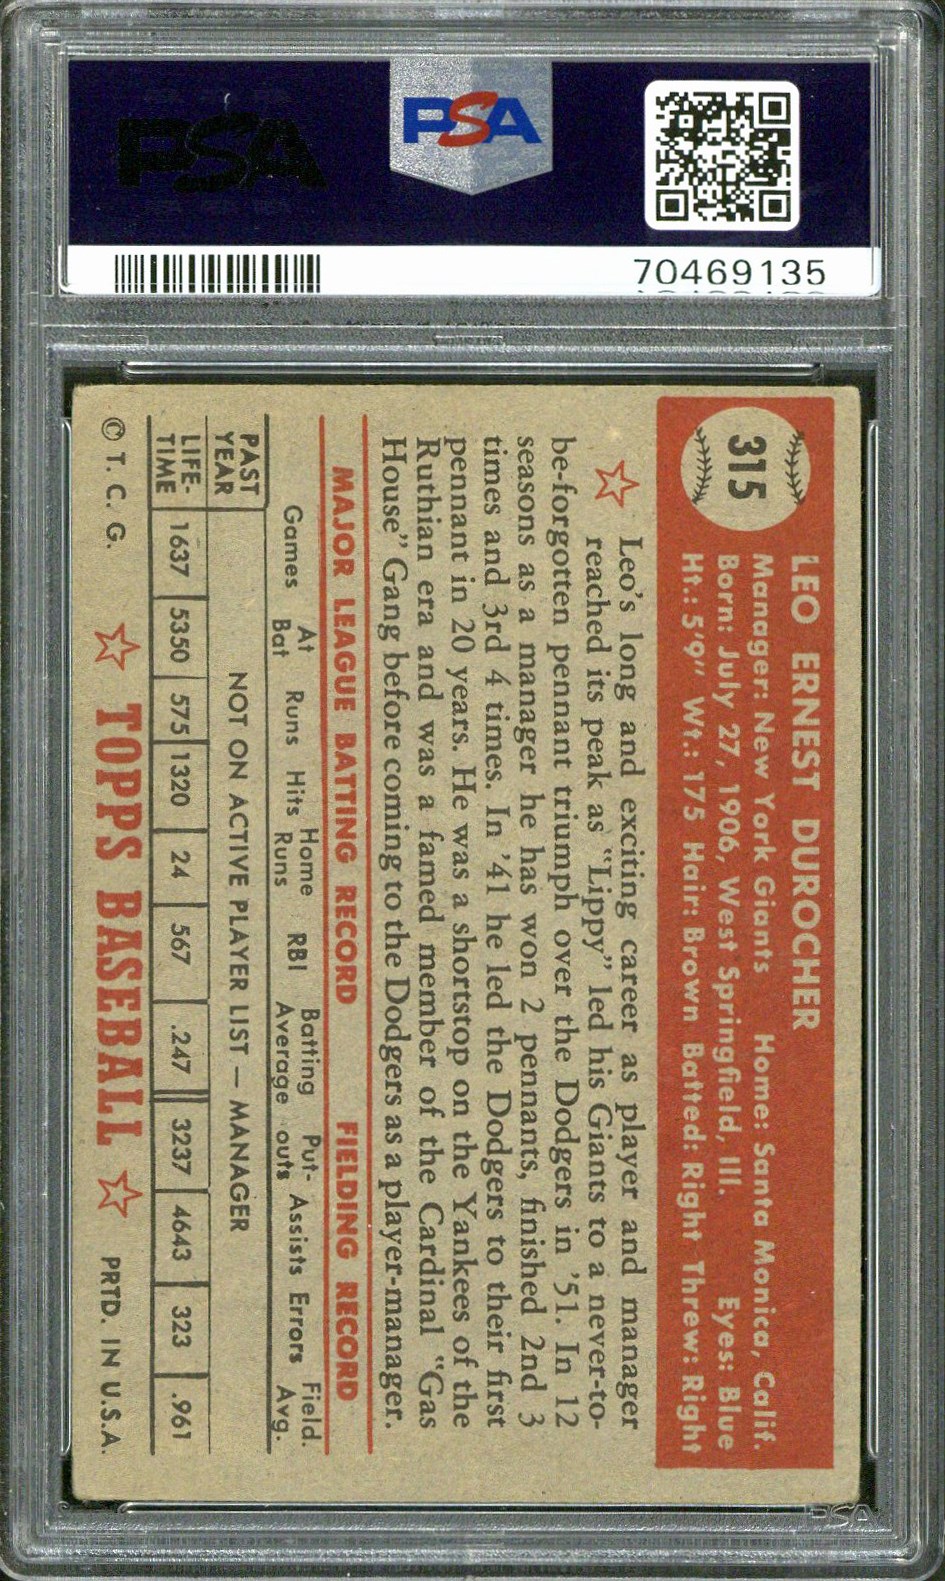 PSA
PSA
70469135
315
LEO ERNEST DUROCHER
Manager: New York Giants Home: Santa Monica, Calif.
Born: July 27, 1906, West Springfield, Ill. Eyes: Blue
Ht.: 5'9" Wt.: 175 Hair: Brown Batted: Right Threw: Right
Leo's long and exciting career as player and manager
reached its peak as "Lippy" led his Giants to a never-to-
be-forgotten pennant triumph over the Dodgers in '51. In 12
seasons as a manager he has won 2 pennants, finished 2nd 3
times and 3rd 4 times. In '41 he led the Dodgers to their first
pennant in 20 years. He was a shortstop on the Yankees of the
Ruthian era and was a famed member of the Cardinal "Gas
House" Gang before coming to the Dodgers as a player-manager.
MAJOR LEAGUE BATTING RECORD FIELDING RECORD
Games At Bat Runs Hits Home Runs RBI Batting Average Put-outs Assists Errors Field. Avg.
PAST YEAR NOT ON ACTIVE PLAYER LIST — MANAGER
LIFE-TIME 1637 5350 575 1320 24 567 .247 3237 4643 323 .961
© T. C. G. TOPPS BASEBALL PRTD. IN U.S.A.
PSA